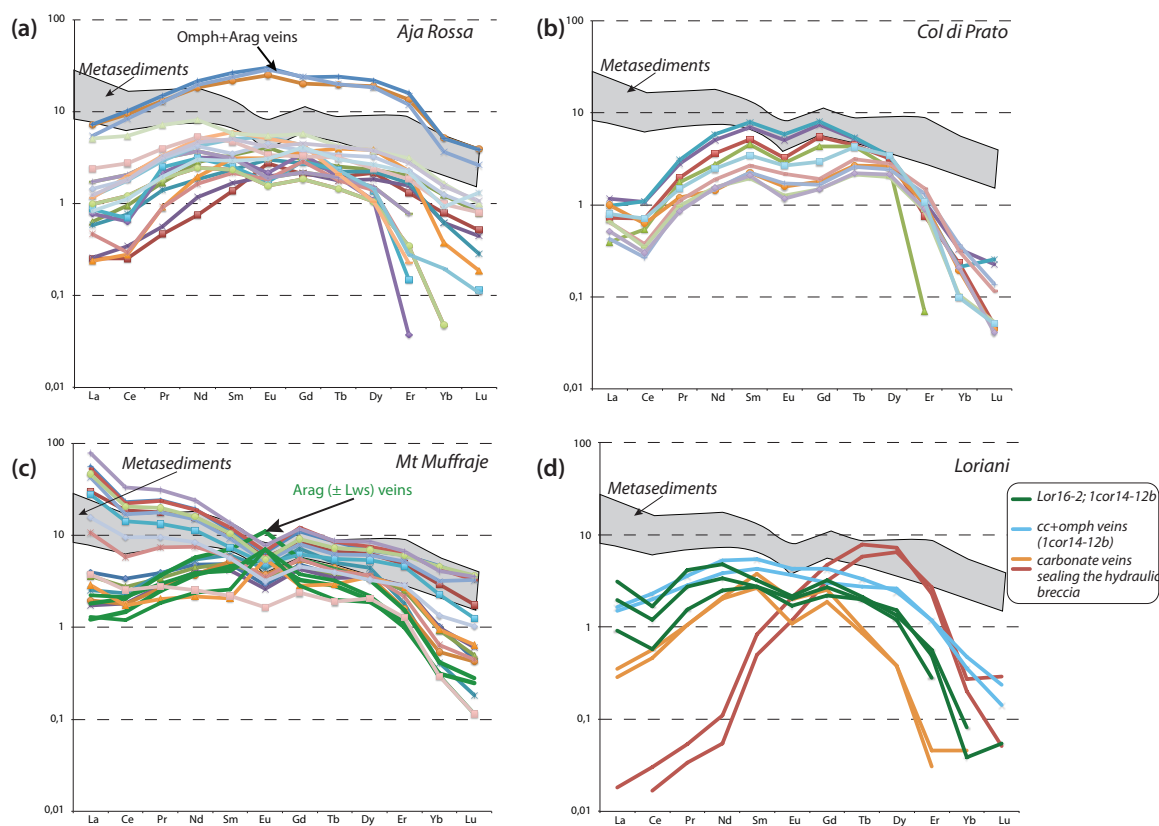 (a)
100
10
1
0,1
0,01
Aja Rossa
Omph+Arag veins
Metasediments
La Ce Pr Nd Sm Eu Gd Tb Dy Er Yb Lu
(b)
100
10
1
0,1
0,01
Col di Prato
Metasediments
La Ce Pr Nd Sm Eu Gd Tb Dy Er Yb Lu
(c)
100
10
1
0,1
0,01
Mt Muffraje
Metasediments
Arag (± Lws) veins
La Ce Pr Nd Sm Eu Gd Tb Dy Er Yb Lu
(d)
100
10
1
0,1
0,01
Loriani
Metasediments
Lor16-2; 1cor14-12b
cc+omph veins
(1cor14-12b)
carbonate veins
sealing the hydraulic
breccia
La Ce Pr Nd Sm Eu Gd Tb Dy Er Yb Lu